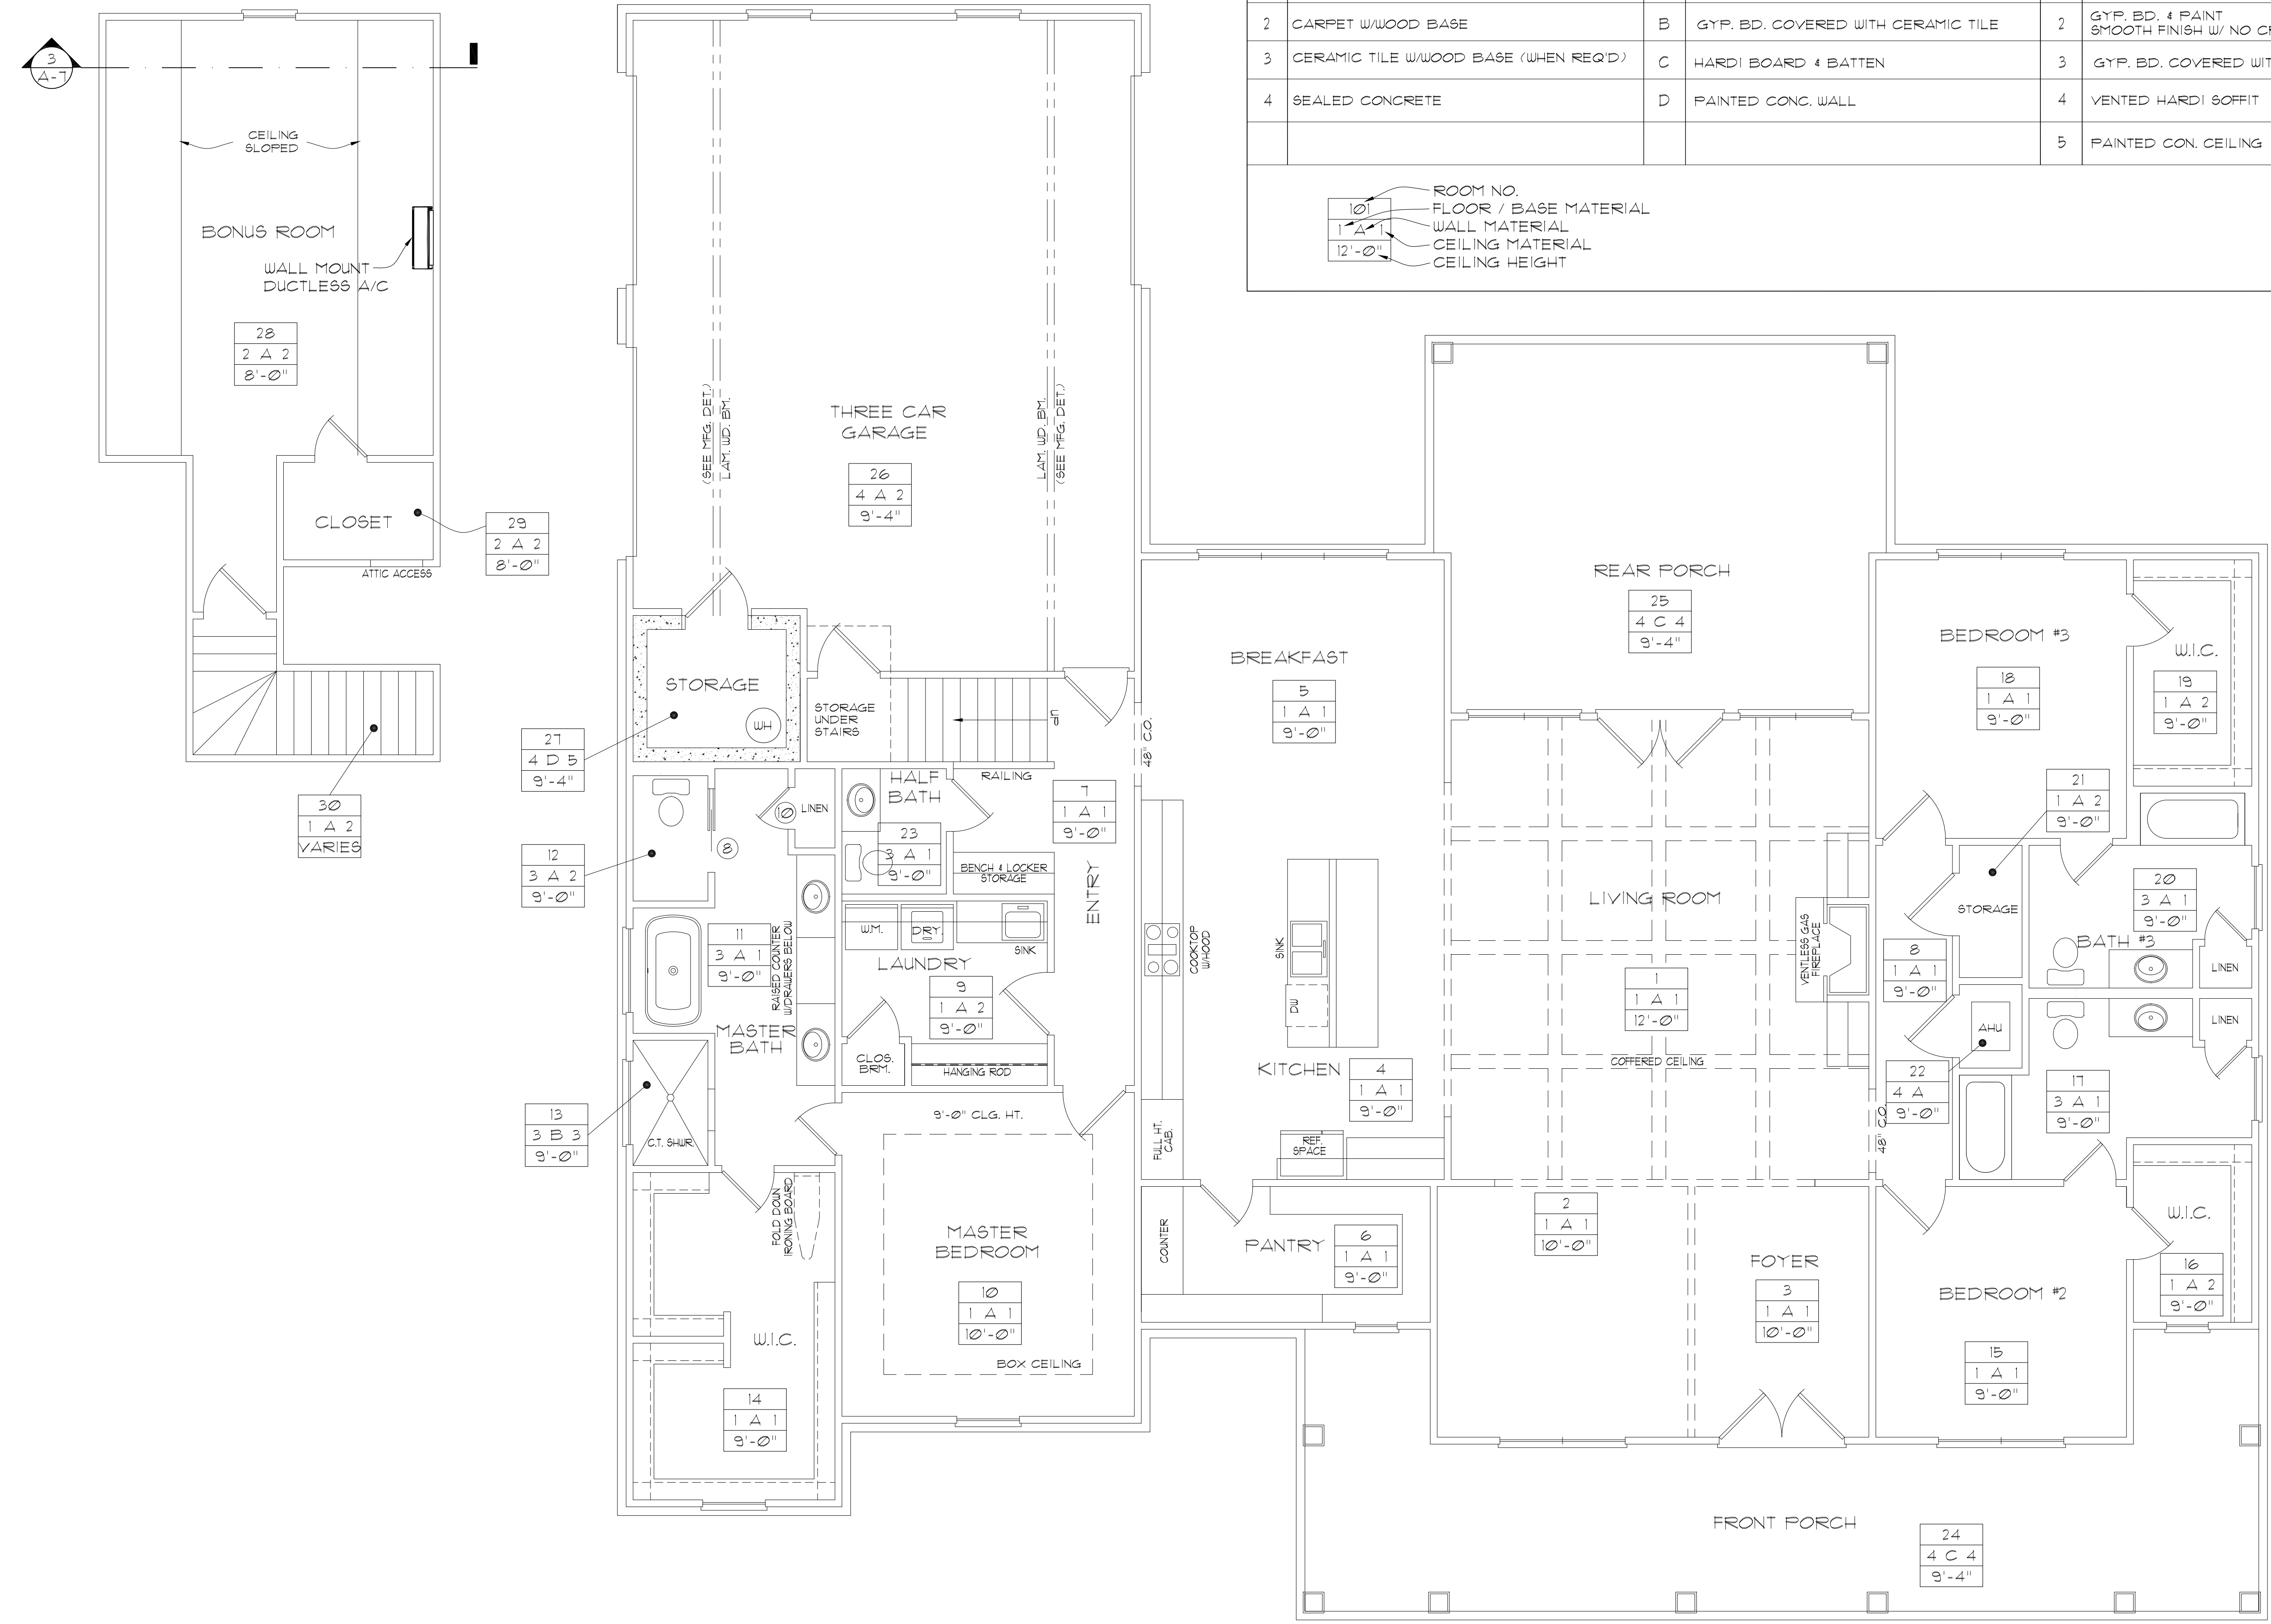 2 CARPET W/WOOD BASE B GYP. BD. COVERED WITH CERAMIC TILE 2 GYP. BD. & PAINT
SMOOTH FINISH W/ NO
3 CERAMIC TILE W/WOOD BASE (WHEN REQ'D) C HARDI BOARD & BATTEN 3 GYP. BD. COVERED
4 SEALED CONCRETE D PAINTED CONC. WALL 4 VENTED HARDI SOFFIT
5 PAINTED CON. CEILING
101
1 A 1
12'-0"
ROOM NO.
FLOOR / BASE MATERIAL
WALL MATERIAL
CEILING MATERIAL
CEILING HEIGHT
3
A-7
CEILING
SLOPED
BONUS ROOM
WALL MOUNT
DUCTLESS A/C
28
2 A 2
8'-0"
CLOSET
29
2 A 2
8'-0"
ATTIC ACCESS
30
1 A 2
VARIES
(SEE MFG. DET.)
LAM. WD. BM.
THREE CAR
GARAGE
26
4 A 2
9'-4"
LAM. WD. BM.
(SEE MFG. DET.)
STORAGE
WH
27
4 D 5
9'-4"
STORAGE
UNDER
STAIRS
UP
RAILING
48" C.O.
12
3 A 2
9'-0"
8
10
LINEN
HALF
BATH
23
3 A 1
9'-0"
7
1 A 1
9'-0"
BENCH & LOCKER
STORAGE
ENTRY
11
3 A 1
9'-0"
RAISED COUNTER
W/DRAWERS BELOW
MASTER
BATH
W.M.
DRY.
SINK
LAUNDRY
9
1 A 2
9'-0"
CLOS.
BRM.
HANGING ROD
13
3 B 3
9'-0"
C.T. SHWR.
FOLD DOWN
IRONING BOARD
W.I.C.
14
1 A 1
9'-0"
9'-0" CLG. HT.
MASTER
BEDROOM
10
1 A 1
10'-0"
BOX CEILING
BREAKFAST
5
1 A 1
9'-0"
COOKTOP
W/HOOD
SINK
DW
KITCHEN
4
1 A 1
9'-0"
FULL HT.
CAB.
REF.
SPACE
COUNTER
PANTRY
6
1 A 1
9'-0"
REAR PORCH
25
4 C 4
9'-4"
LIVING ROOM
1
1 A 1
12'-0"
COFFERED CEILING
VENTLESS GAS
FIREPLACE
2
1 A 1
10'-0"
FOYER
3
1 A 1
10'-0"
BEDROOM #3
18
1 A 1
9'-0"
W.I.C.
19
1 A 2
9'-0"
21
1 A 2
9'-0"
STORAGE
20
3 A 1
9'-0"
BATH #3
LINEN
8
1 A 1
9'-0"
AHU
22
4 A
9'-0"
48" C.O.
LINEN
17
3 A 1
9'-0"
W.I.C.
16
1 A 2
9'-0"
BEDROOM #2
15
1 A 1
9'-0"
FRONT PORCH
24
4 C 4
9'-4"